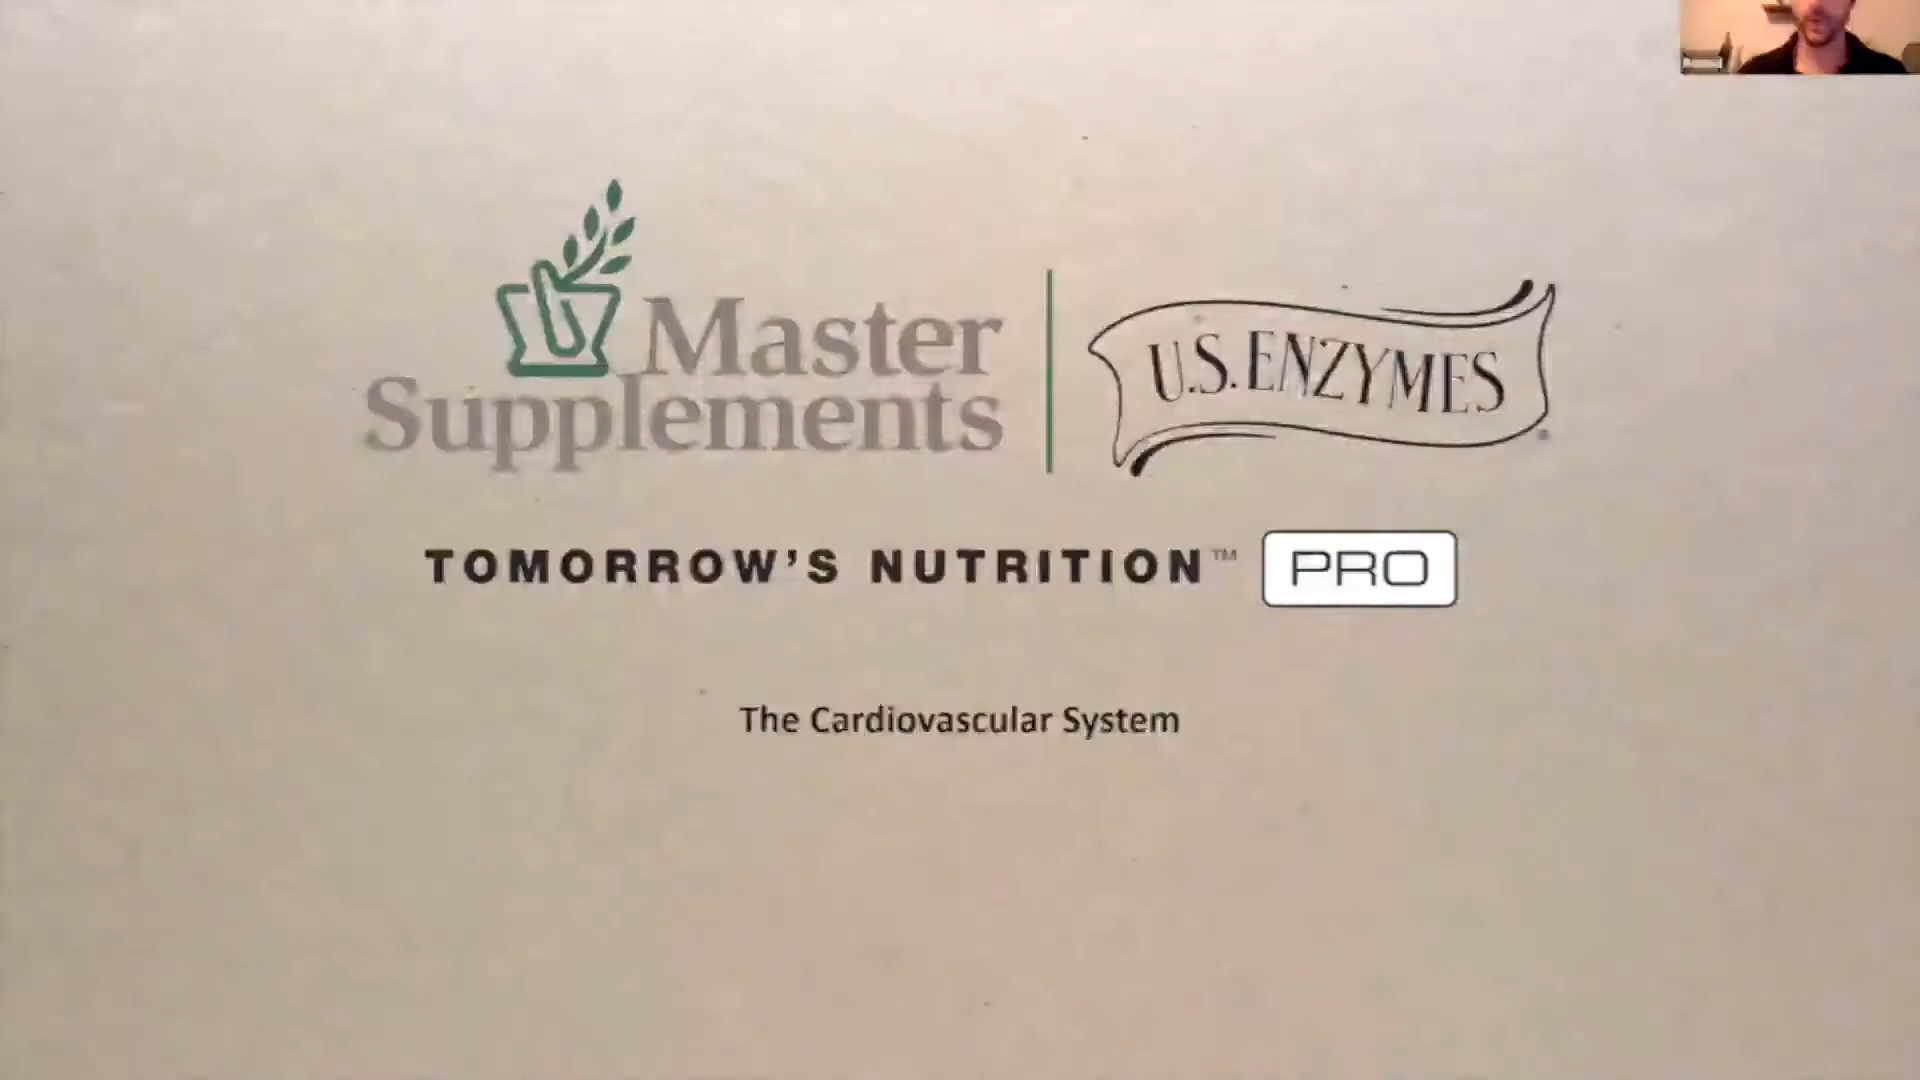 Master
Supplements
U.S. ENZYMES
TOMORROW'S NUTRITION™ PRO
The Cardiovascular System